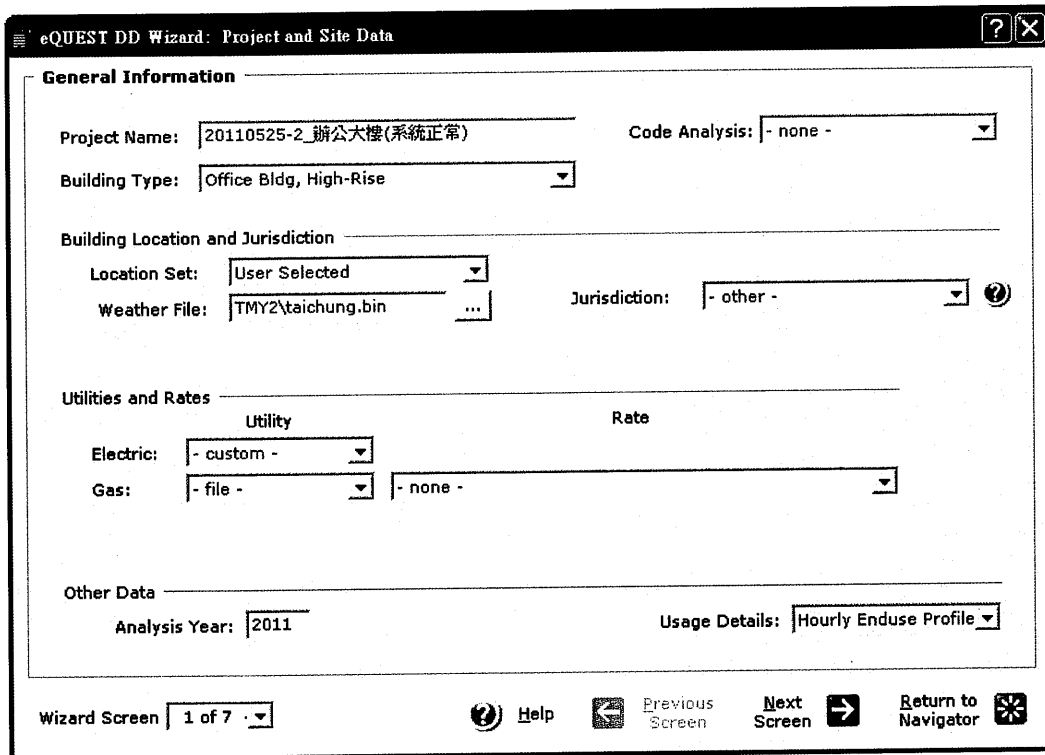 eQUEST DD Wizard: Project and Site Data
General Information
Project Name: 20110525-2_辦公大樓(系統正常) Code Analysis: - none -
Building Type: Office Bldg, High-Rise
Building Location and Jurisdiction
Location Set: User Selected
Weather File: TMY2\taichung.bin ... Jurisdiction: - other -
Utilities and Rates
Utility Rate
Electric: - custom -
Gas: - file - - none -
Other Data
Analysis Year: 2011 Usage Details: Hourly Enduse Profile
Wizard Screen 1 of 7 Help Previous Screen Next Screen Return to Navigator